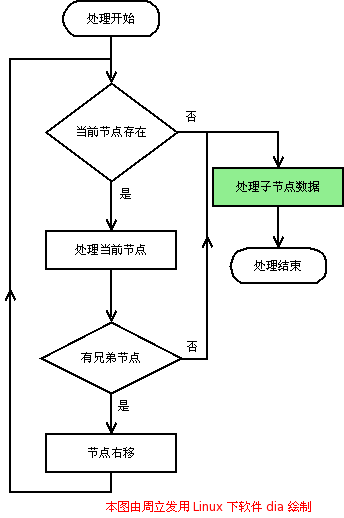 处理开始
当前节点存在
否
是
处理子节点数据
处理当前节点
处理结束
有兄弟节点
否
是
节点右移
本图由周立发用 Linux 下软件 dia 绘制